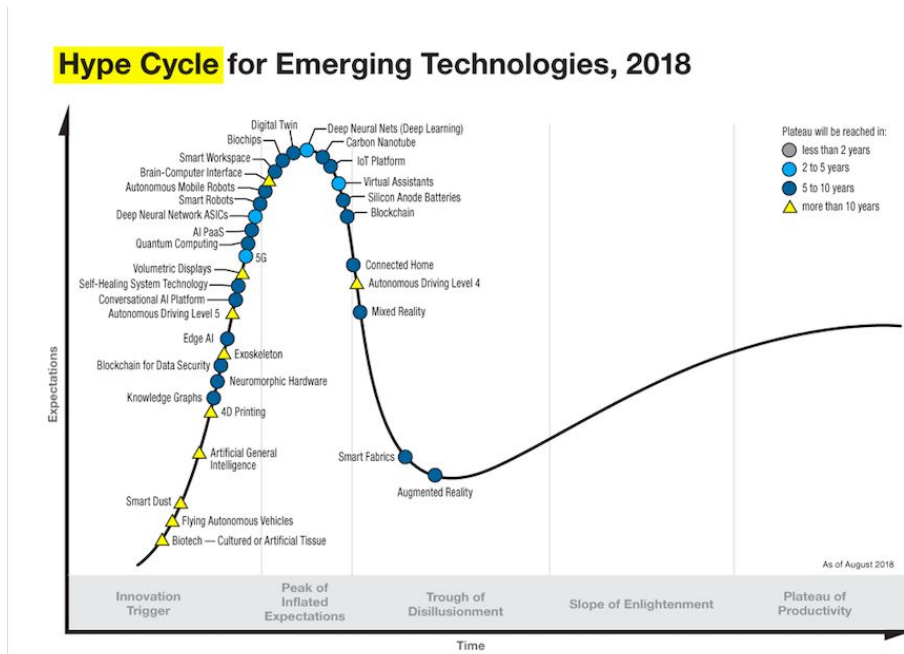 Hype Cycle for Emerging Technologies, 2018
Plateau will be reached in:
less than 2 years
2 to 5 years
5 to 10 years
more than 10 years
Expectations
Digital Twin
Biochips
Smart Workspace
Brain-Computer Interface
Autonomous Mobile Robots
Smart Robots
Deep Neural Network ASICs
AI PaaS
Quantum Computing
5G
Volumetric Displays
Self-Healing System Technology
Conversational AI Platform
Autonomous Driving Level 5
Edge AI
Exoskeleton
Blockchain for Data Security
Neuromorphic Hardware
Knowledge Graphs
4D Printing
Artificial General
Intelligence
Smart Dust
Flying Autonomous Vehicles
Biotech — Cultured or Artificial Tissue
Deep Neural Nets (Deep Learning)
Carbon Nanotube
IoT Platform
Virtual Assistants
Silicon Anode Batteries
Blockchain
Connected Home
Autonomous Driving Level 4
Mixed Reality
Smart Fabrics
Augmented Reality
As of August 2018
Innovation
Trigger
Peak of
Inflated
Expectations
Trough of
Disillusionment
Slope of Enlightenment
Plateau of
Productivity
Time